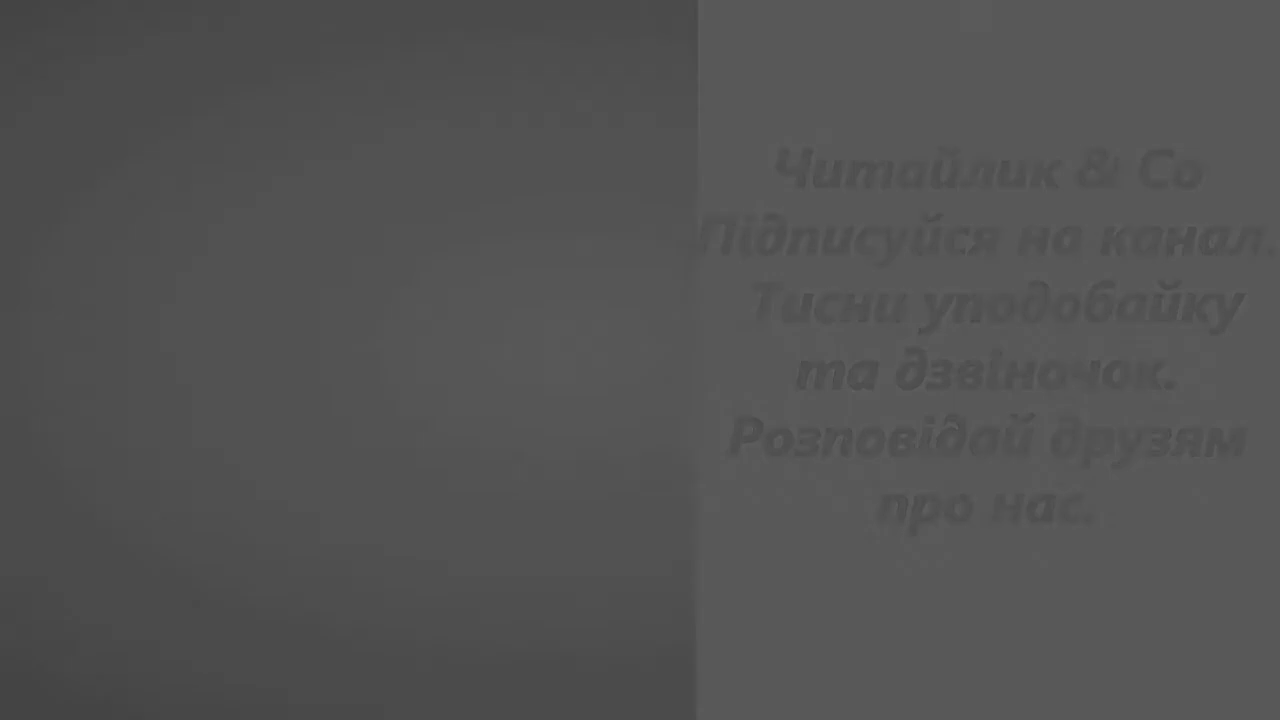 Читайлик & Co
Підписуйся на канал.
Тисни уподобайку
та дзвіночок.
Розповідай друзям
про нас.